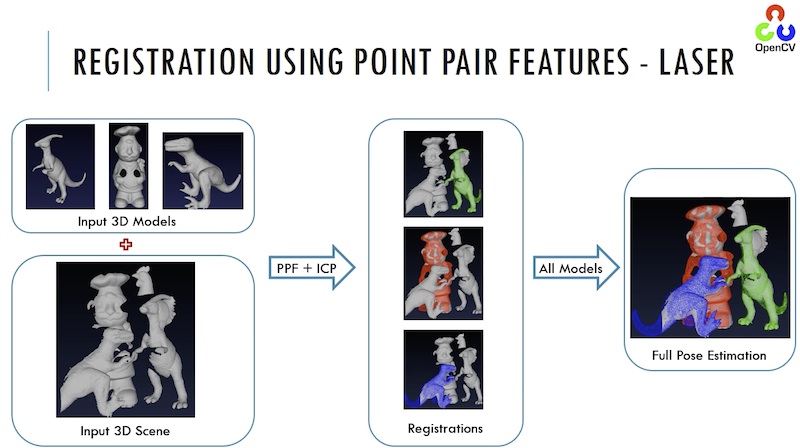 OpenCV
REGISTRATION USING POINT PAIR FEATURES - LASER
Input 3D Models
Input 3D Scene
PPF + ICP
Registrations
All Models
Full Pose Estimation